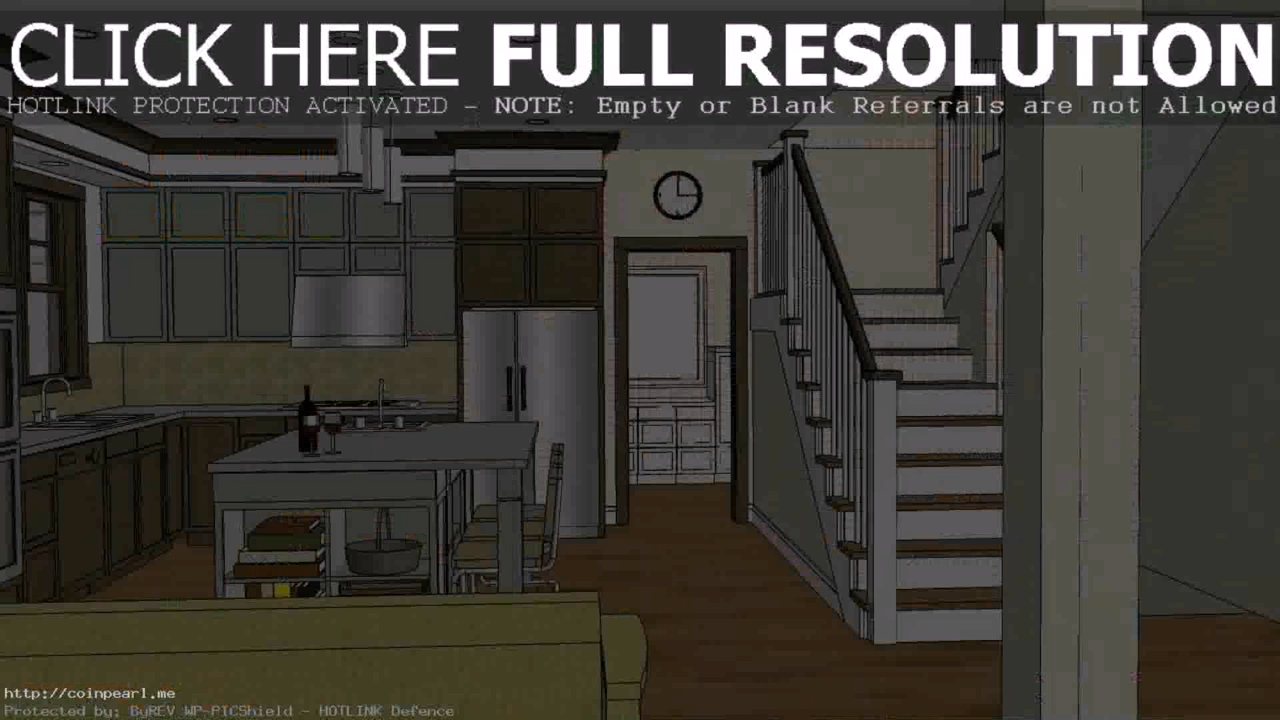 CLICK HERE FULL RESOLUTION
HOTLINK PROTECTION ACTIVATED - NOTE: Empty or Blank Referrals are not Allowed
http://coinpearl.me
Protected by: ByREV WP-PICShield - HOTLINK Defence